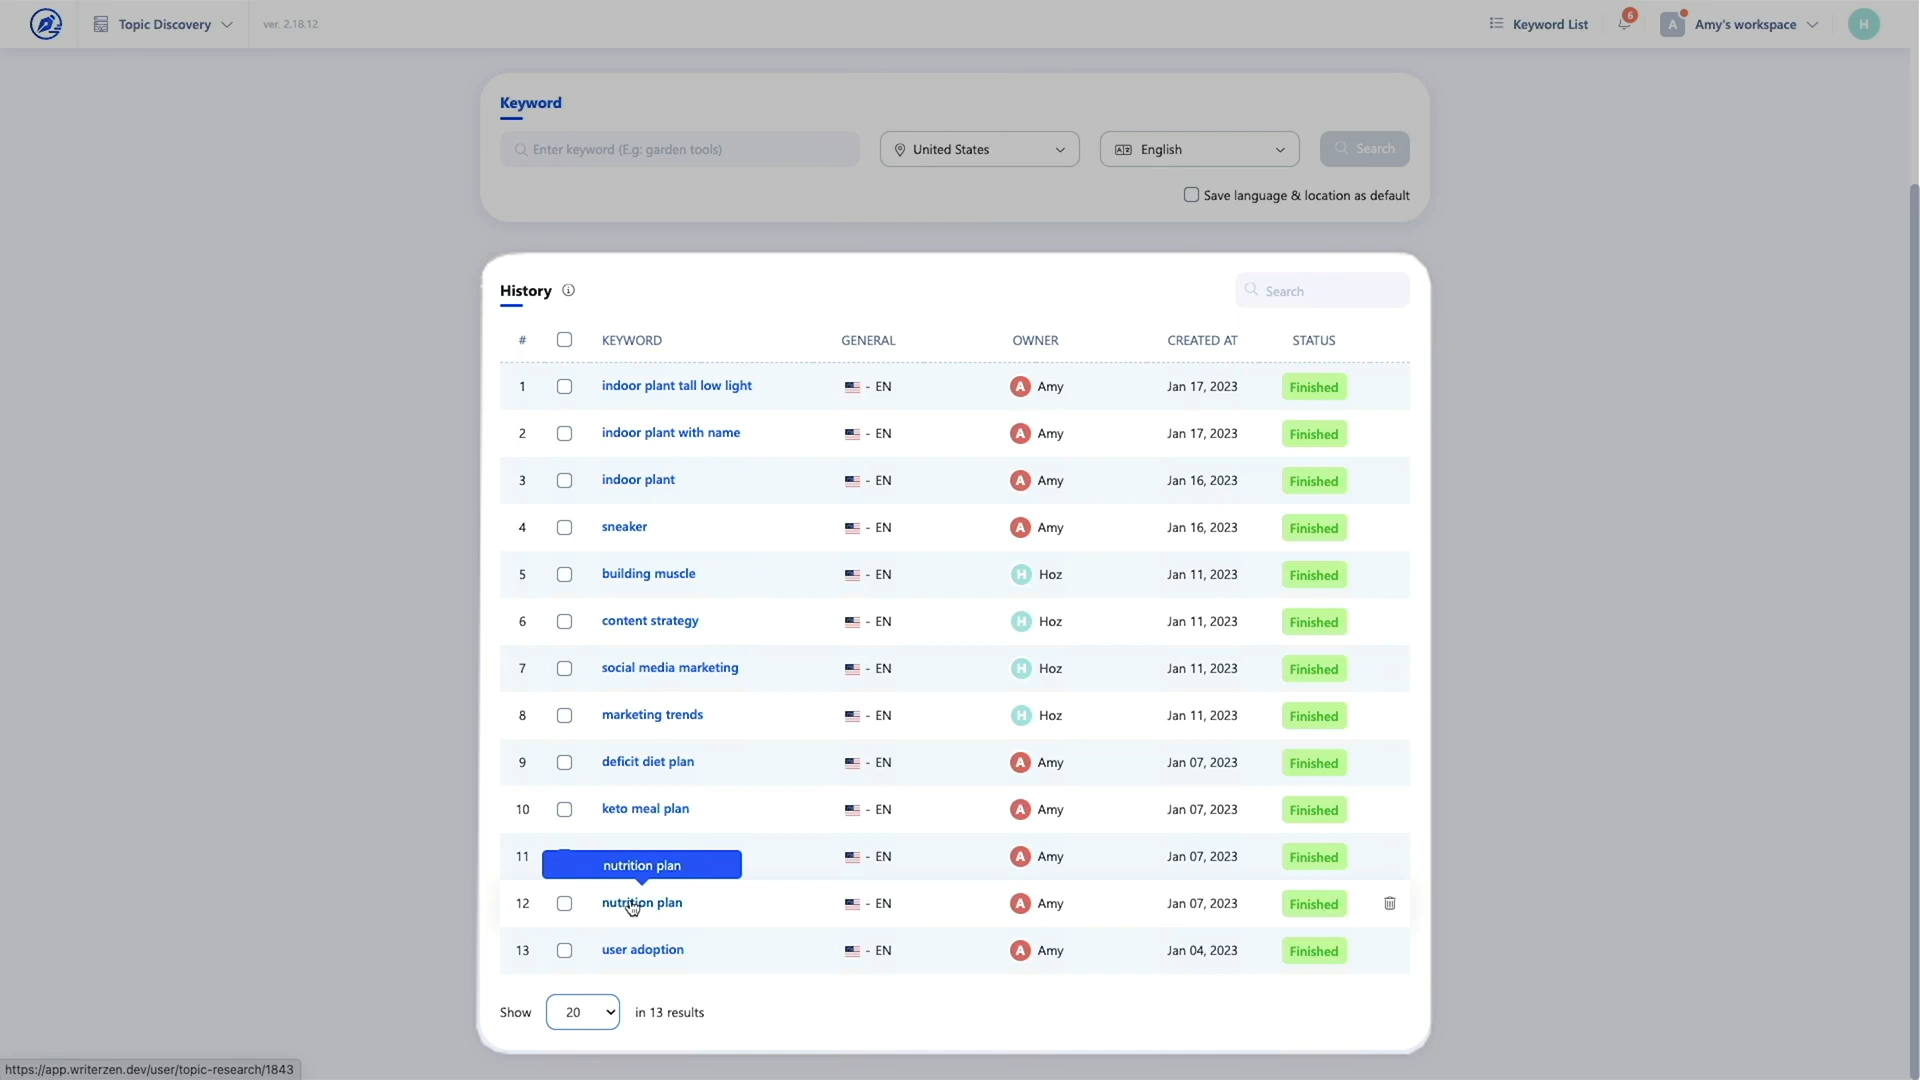 Topic Discovery
ver. 2.18.12
Keyword List
6
A
Amy's workspace
H
Keyword
Enter keyword (E.g: garden tools)
United States
English
Search
Save language & location as default
History
Search
# KEYWORD GENERAL OWNER CREATED AT STATUS
1 indoor plant tall low light - EN A Amy Jan 17, 2023 Finished
2 indoor plant with name - EN A Amy Jan 17, 2023 Finished
3 indoor plant - EN A Amy Jan 16, 2023 Finished
4 sneaker - EN A Amy Jan 16, 2023 Finished
5 building muscle - EN H Hoz Jan 11, 2023 Finished
6 content strategy - EN H Hoz Jan 11, 2023 Finished
7 social media marketing - EN H Hoz Jan 11, 2023 Finished
8 marketing trends - EN H Hoz Jan 11, 2023 Finished
9 deficit diet plan - EN A Amy Jan 07, 2023 Finished
10 keto meal plan - EN A Amy Jan 07, 2023 Finished
11 - EN A Amy Jan 07, 2023 Finished
nutrition plan
12 nutrition plan - EN A Amy Jan 07, 2023 Finished
13 user adoption - EN A Amy Jan 04, 2023 Finished
Show 20 in 13 results
https://app.writerzen.dev/user/topic-research/1843